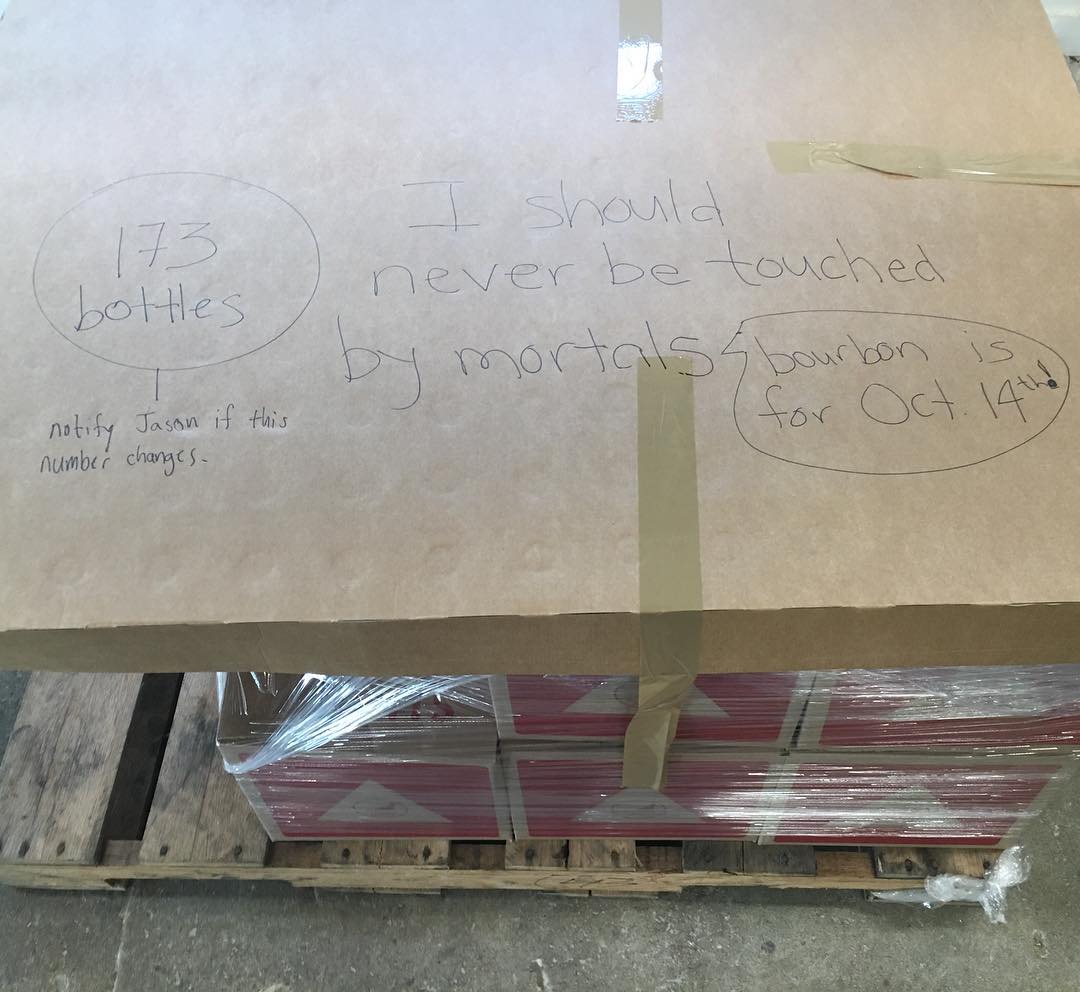 173
bottles
notify Jason if this
number changes.
I should
never be touched
by mortals
bourbon is
for Oct. 14th!